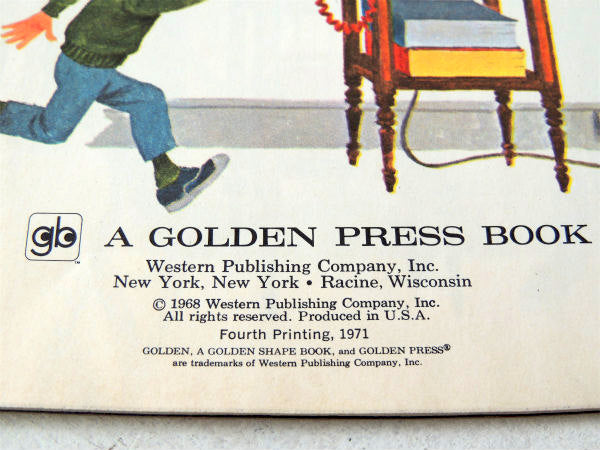 gb A GOLDEN PRESS BOOK
Western Publishing Company, Inc.
New York, New York • Racine, Wisconsin
© 1968 Western Publishing Company, Inc.
All rights reserved. Produced in U.S.A.
Fourth Printing, 1971
GOLDEN, A GOLDEN SHAPE BOOK, and GOLDEN PRESS®
are trademarks of Western Publishing Company, Inc.